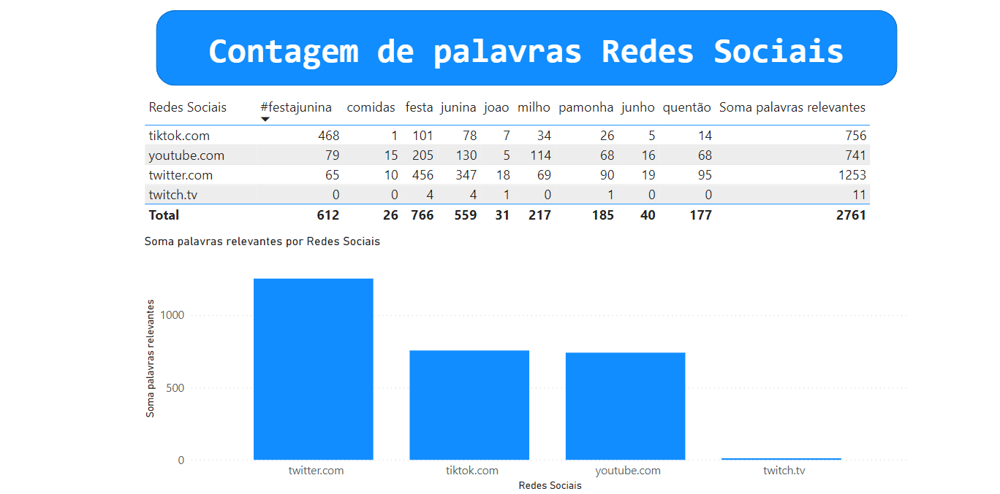 Contagem de palavras Redes Sociais
Redes Sociais #festajunina comidas festa junina joao milho pamonha junho quentão Soma palavras relevantes
tiktok.com 468 1 101 78 7 34 26 5 14 756
youtube.com 79 15 205 130 5 114 68 16 68 741
twitter.com 65 10 456 347 18 69 90 19 95 1253
twitch.tv 0 0 4 4 1 0 1 0 0 11
Total 612 26 766 559 31 217 185 40 177 2761
Soma palavras relevantes por Redes Sociais
Soma palavras relevantes
1000
500
0
twitter.com tiktok.com youtube.com twitch.tv
Redes Sociais